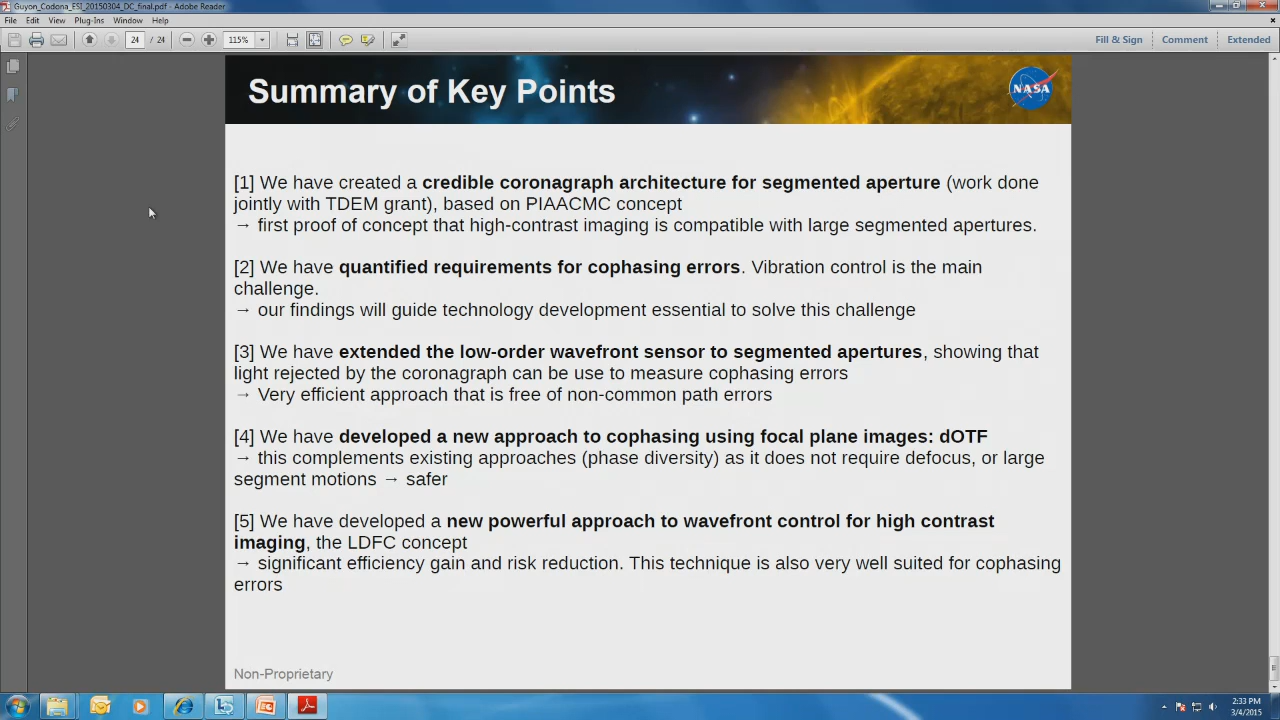 Guyon_Codona_ESI_20150304_DC_final.pdf - Adobe Reader
File Edit View Plug-Ins Window Help
24 / 24 115% Fill & Sign Comment Extended
Summary of Key Points
NASA
[1] We have created a credible coronagraph architecture for segmented aperture (work done
jointly with TDEM grant), based on PIAACMC concept
→ first proof of concept that high-contrast imaging is compatible with large segmented apertures.
[2] We have quantified requirements for cophasing errors. Vibration control is the main
challenge.
→ our findings will guide technology development essential to solve this challenge
[3] We have extended the low-order wavefront sensor to segmented apertures, showing that
light rejected by the coronagraph can be use to measure cophasing errors
→ Very efficient approach that is free of non-common path errors
[4] We have developed a new approach to cophasing using focal plane images: dOTF
→ this complements existing approaches (phase diversity) as it does not require defocus, or large
segment motions → safer
[5] We have developed a new powerful approach to wavefront control for high contrast
imaging, the LDFC concept
→ significant efficiency gain and risk reduction. This technique is also very well suited for cophasing
errors
Non-Proprietary
2:33 PM
3/4/2015